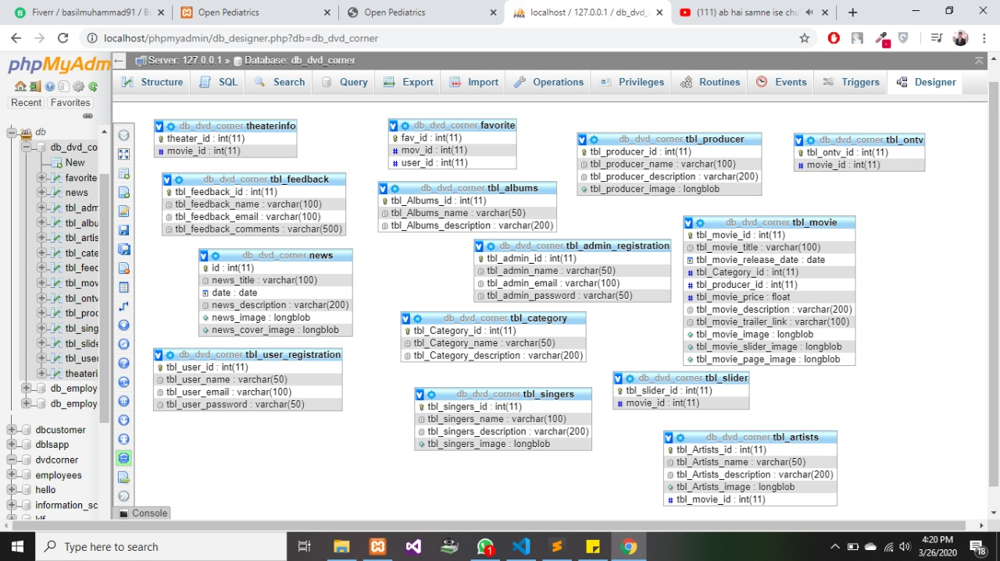 Fiverr / basilmuhammad91 / Bu
Open Pediatrics
Open Pediatrics
localhost / 127.0.0.1 / db_dvd_
(111) ab hai samne ise chu
localhost/phpmyadmin/db_designer.php?db=db_dvd_corner
phpMyAdm
Server: 127.0.0.1 » Database: db_dvd_corner
Structure SQL Search Query Export Import Operations Privileges Routines Events Triggers Designer
Recent Favorites
db
db_dvd_co
New
favorite
news
tbl_adm
tbl_albu
tbl_artis
tbl_cate
tbl_feed
tbl_mov
tbl_ontv
tbl_proc
tbl_sing
tbl_slide
tbl_user
theateri
db_employ
db_employ
dbcustomer
dblsapp
dvdcorner
employees
hello
information_sc
klf
db_dvd_corner theaterinfo
theater_id : int(11)
movie_id : int(11)
db_dvd_corner favorite
fav_id : int(11)
mov_id : int(11)
user_id : int(11)
db_dvd_corner tbl_producer
tbl_producer_id : int(11)
tbl_producer_name : varchar(100)
tbl_producer_description : varchar(200)
tbl_producer_image : longblob
db_dvd_corner tbl_ontv
tbl_ontv_id : int(11)
movie_id : int(11)
db_dvd_corner tbl_feedback
tbl_feedback_id : int(11)
tbl_feedback_name : varchar(100)
tbl_feedback_email : varchar(100)
tbl_feedback_comments : varchar(500)
db_dvd_corner tbl_albums
tbl_Albums_id : int(11)
tbl_Albums_name : varchar(50)
tbl_Albums_description : varchar(200)
db_dvd_corner tbl_movie
tbl_movie_id : int(11)
tbl_movie_title : varchar(100)
tbl_movie_release_date : date
tbl_Category_id : int(11)
tbl_producer_id : int(11)
tbl_movie_price : float
tbl_movie_description : varchar(200)
tbl_movie_trailer_link : varchar(100)
tbl_movie_image : longblob
tbl_movie_slider_image : longblob
tbl_movie_page_image : longblob
db_dvd_corner news
id : int(11)
news_title : varchar(100)
date : date
news_description : varchar(200)
news_image : longblob
news_cover_image : longblob
db_dvd_corner tbl_admin_registration
tbl_admin_id : int(11)
tbl_admin_name : varchar(50)
tbl_admin_email : varchar(100)
tbl_admin_password : varchar(50)
db_dvd_corner tbl_category
tbl_Category_id : int(11)
tbl_Category_name : varchar(50)
tbl_Category_description : varchar(200)
db_dvd_corner tbl_user_registration
tbl_user_id : int(11)
tbl_user_name : varchar(50)
tbl_user_email : varchar(100)
tbl_user_password : varchar(50)
db_dvd_corner tbl_singers
tbl_singers_id : int(11)
tbl_singers_name : varchar(100)
tbl_singers_description : varchar(200)
tbl_singers_image : longblob
db_dvd_corner tbl_slider
tbl_slider_id : int(11)
movie_id : int(11)
db_dvd_corner tbl_artists
tbl_Artists_id : int(11)
tbl_Artists_name : varchar(50)
tbl_Artists_description : varchar(200)
tbl_Artists_image : longblob
tbl_movie_id : int(11)
Console
Type here to search
4:20 PM
3/26/2020
18